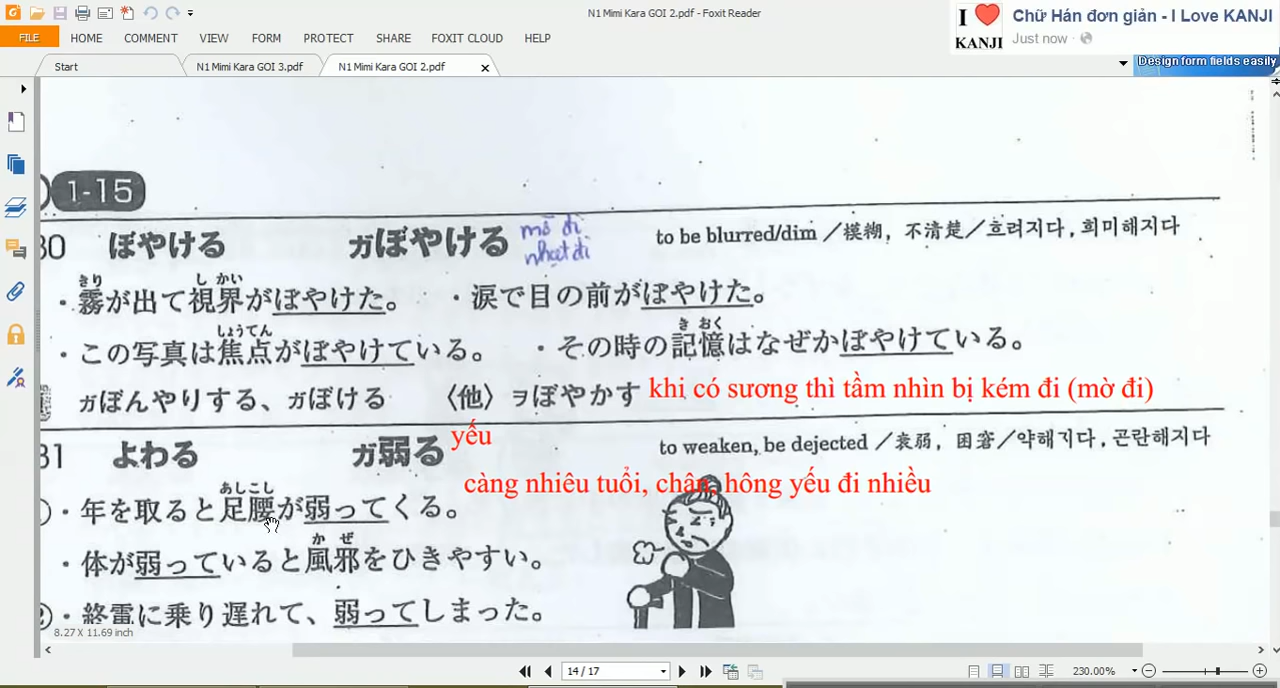 N1 Mimi Kara GOI 2.pdf - Foxit Reader
I ❤ KANJI
Chữ Hán đơn giản - I Love KANJI
Just now
FILE HOME COMMENT VIEW FORM PROTECT SHARE FOXIT CLOUD HELP
Start N1 Mimi Kara GOI 3.pdf N1 Mimi Kara GOI 2.pdf
Design form fields easily
1-15
30 ぼやける ガぼやける mờ đi to be blurred/dim／模糊，不清楚／흐려지다, 희미해지다
nhạt đi
きり しかい
・霧が出て視界がぼやけた。 ・涙で目の前がぼやけた。
しょうてん きおく
・この写真は焦点がぼやけている。 ・その時の記憶はなぜかぼやけている。
ガぼんやりする、ガぼける 〈他〉ヲぼやかす khi có sương thì tầm nhìn bị kém đi (mờ đi)
31 よわる ガ弱る yếu to weaken, be dejected／衰弱，困窘／약해지다, 곤란해지다
càng nhiêu tuổi, chân, hông yếu đi nhiều
あしこし
・年を取ると足腰が弱ってくる。
かぜ
・体が弱っていると風邪をひきやすい。
・終電に乗り遅れて、弱ってしまった。
8.27 X 11.69 inch
14 / 17
230.00%